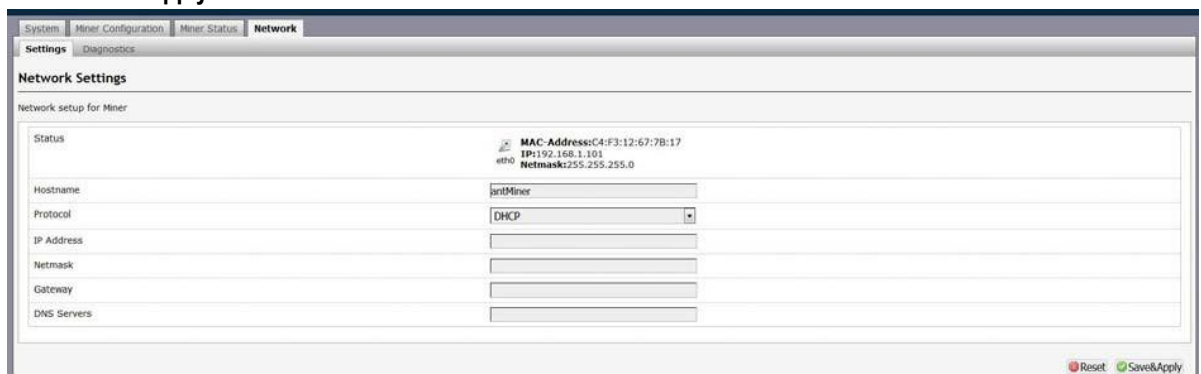 System Miner Configuration Miner Status Network
Settings Diagnostics
Network Settings
Network setup for Miner
Status
MAC-Address:C4:F3:12:67:7B:17
IP:192.168.1.101
eth0
Netmask:255.255.255.0
Hostname antMiner
Protocol DHCP
IP Address
Netmask
Gateway
DNS Servers
Reset Save&Apply